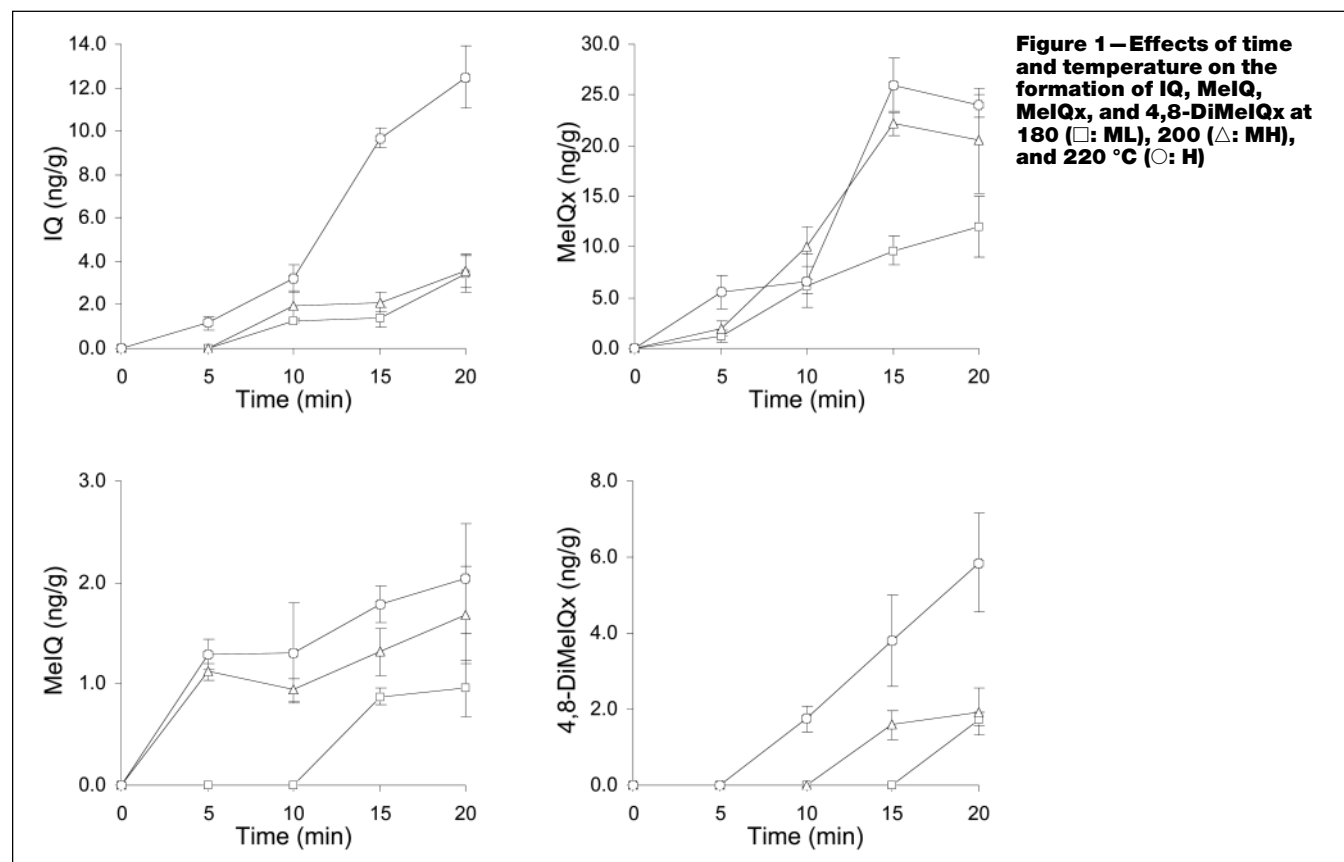 14.0
12.0
10.0
8.0
6.0
4.0
2.0
0.0
IQ (ng/g)
0 5 10 15 20
Time (min)
30.0
25.0
20.0
15.0
10.0
5.0
0.0
MeIQx (ng/g)
0 5 10 15 20
Time (min)
Figure 1—Effects of time
and temperature on the
formation of IQ, MeIQ,
MeIQx, and 4,8-DiMeIQx at
180 (□: ML), 200 (△: MH),
and 220 °C (○: H)
3.0
2.0
1.0
0.0
MeIQ (ng/g)
0 5 10 15 20
Time (min)
8.0
6.0
4.0
2.0
0.0
4,8-DiMeIQx (ng/g)
0 5 10 15 20
Time (min)